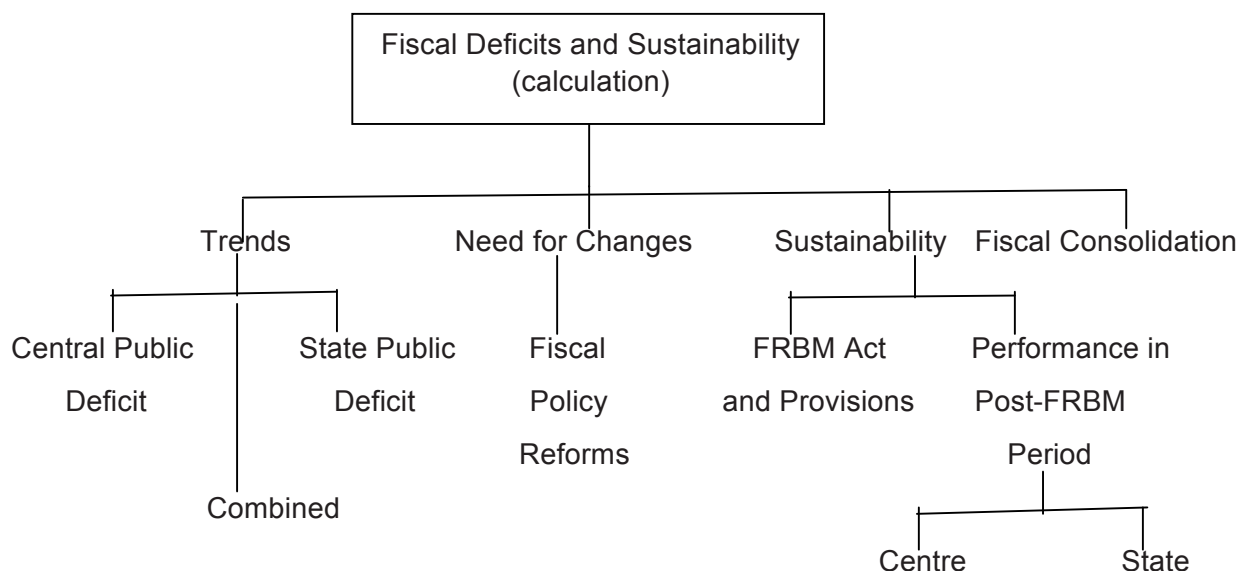 Fiscal Deficits and Sustainability
(calculation)
Trends
Need for Changes
Sustainability
Fiscal Consolidation
Central Public
Deficit
State Public
Deficit
Fiscal
Policy
Reforms
FRBM Act
and Provisions
Performance in
Post-FRBM
Period
Combined
Centre
State